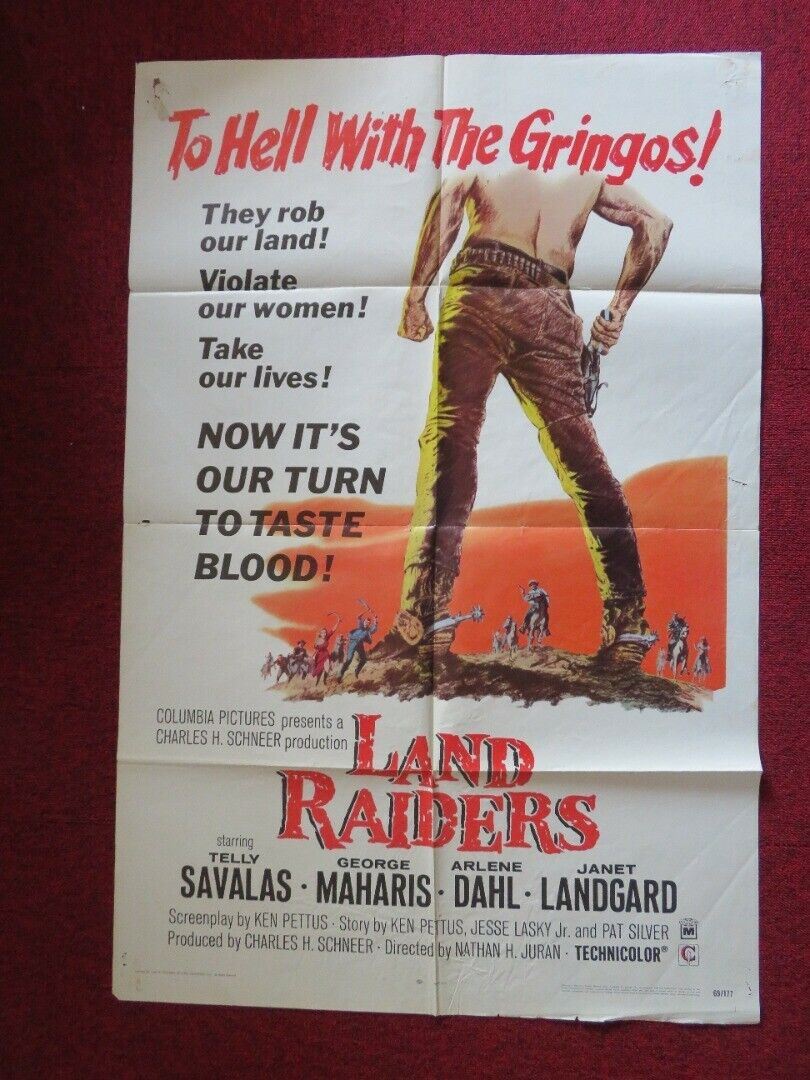 To Hell With The Gringos!
They rob
our land!
Violate
our women!
Take
our lives!
NOW IT'S
OUR TURN
TO TASTE
BLOOD!
COLUMBIA PICTURES presents a
CHARLES H. SCHNEER production
LAND
RAIDERS
starring
TELLY SAVALAS · GEORGE MAHARIS · ARLENE DAHL · JANET LANDGARD
Screenplay by KEN PETTUS · Story by KEN PETTUS, JESSE LASKY Jr. and PAT SILVER
M
Produced by CHARLES H. SCHNEER · Directed by NATHAN H. JURAN · TECHNICOLOR®
69/177